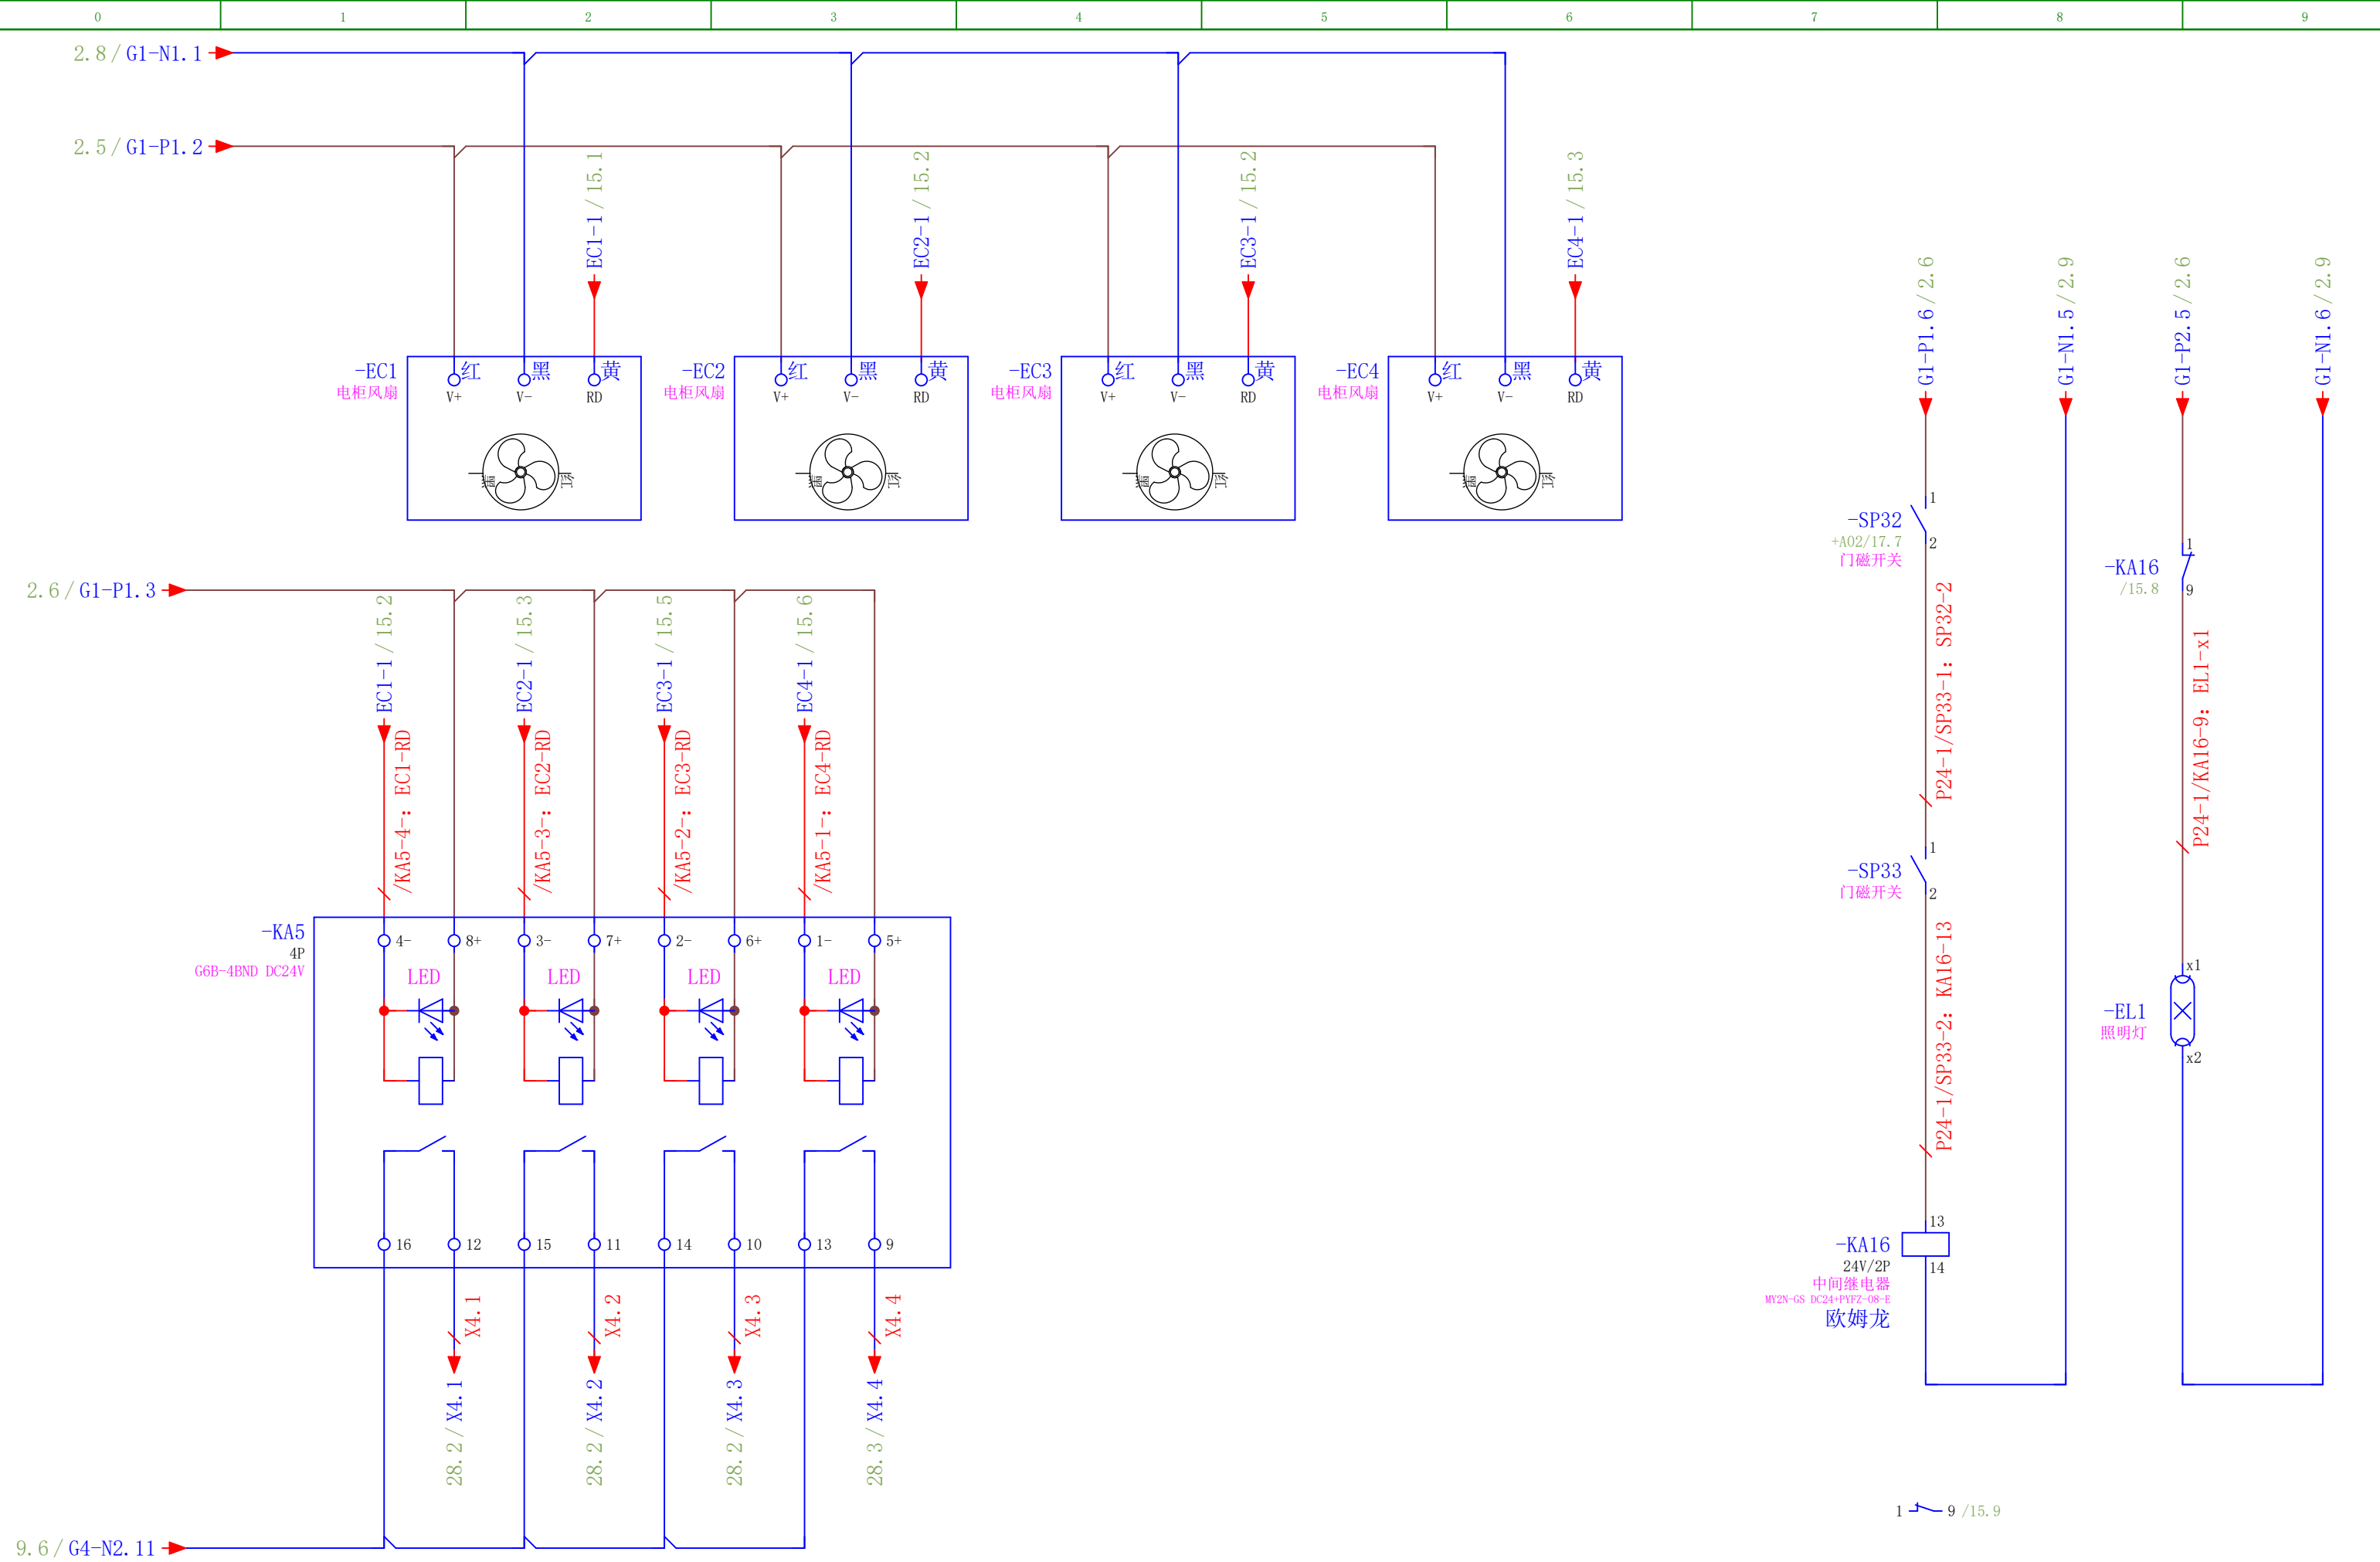 0 1 2 3 4 5 6 7 8 9
2.8 / G1-N1.1
2.5 / G1-P1.2
EC1-1 / 15.1
EC2-1 / 15.2
EC3-1 / 15.2
EC4-1 / 15.3
G1-P1.6 / 2.6
G1-N1.5 / 2.9
G1-P2.5 / 2.6
G1-N1.6 / 2.9
-EC1 红 黑 黄
电柜风扇 V+ V- RD
-EC2 红 黑 黄
电柜风扇 V+ V- RD
-EC3 红 黑 黄
电柜风扇 V+ V- RD
-EC4 红 黑 黄
电柜风扇 V+ V- RD
1
-SP32
+A02/17.7 2
门磁开关
1
-KA16
/15.8 9
2.6 / G1-P1.3
EC1-1 / 15.2
EC2-1 / 15.3
EC3-1 / 15.5
EC4-1 / 15.6
/KA5-4-: EC1-RD
/KA5-3-: EC2-RD
/KA5-2-: EC3-RD
/KA5-1-: EC4-RD
P24-1/SP33-1: SP32-2
P24-1/KA16-9: EL1-x1
1
-SP33
门磁开关 2
-KA5
4P
G6B-4BND DC24V
4- 8+ 3- 7+ 2- 6+ 1- 5+
LED LED LED LED
P24-1/SP33-2: KA16-13
x1
-EL1
照明灯
x2
16 12 15 11 14 10 13 9
13
-KA16
24V/2P 14
中间继电器
MY2N-GS DC24+PYFZ-08-E
欧姆龙
X4.1
X4.2
X4.3
X4.4
28.2 / X4.1
28.2 / X4.2
28.2 / X4.3
28.3 / X4.4
1 9 /15.9
9.6 / G4-N2.11